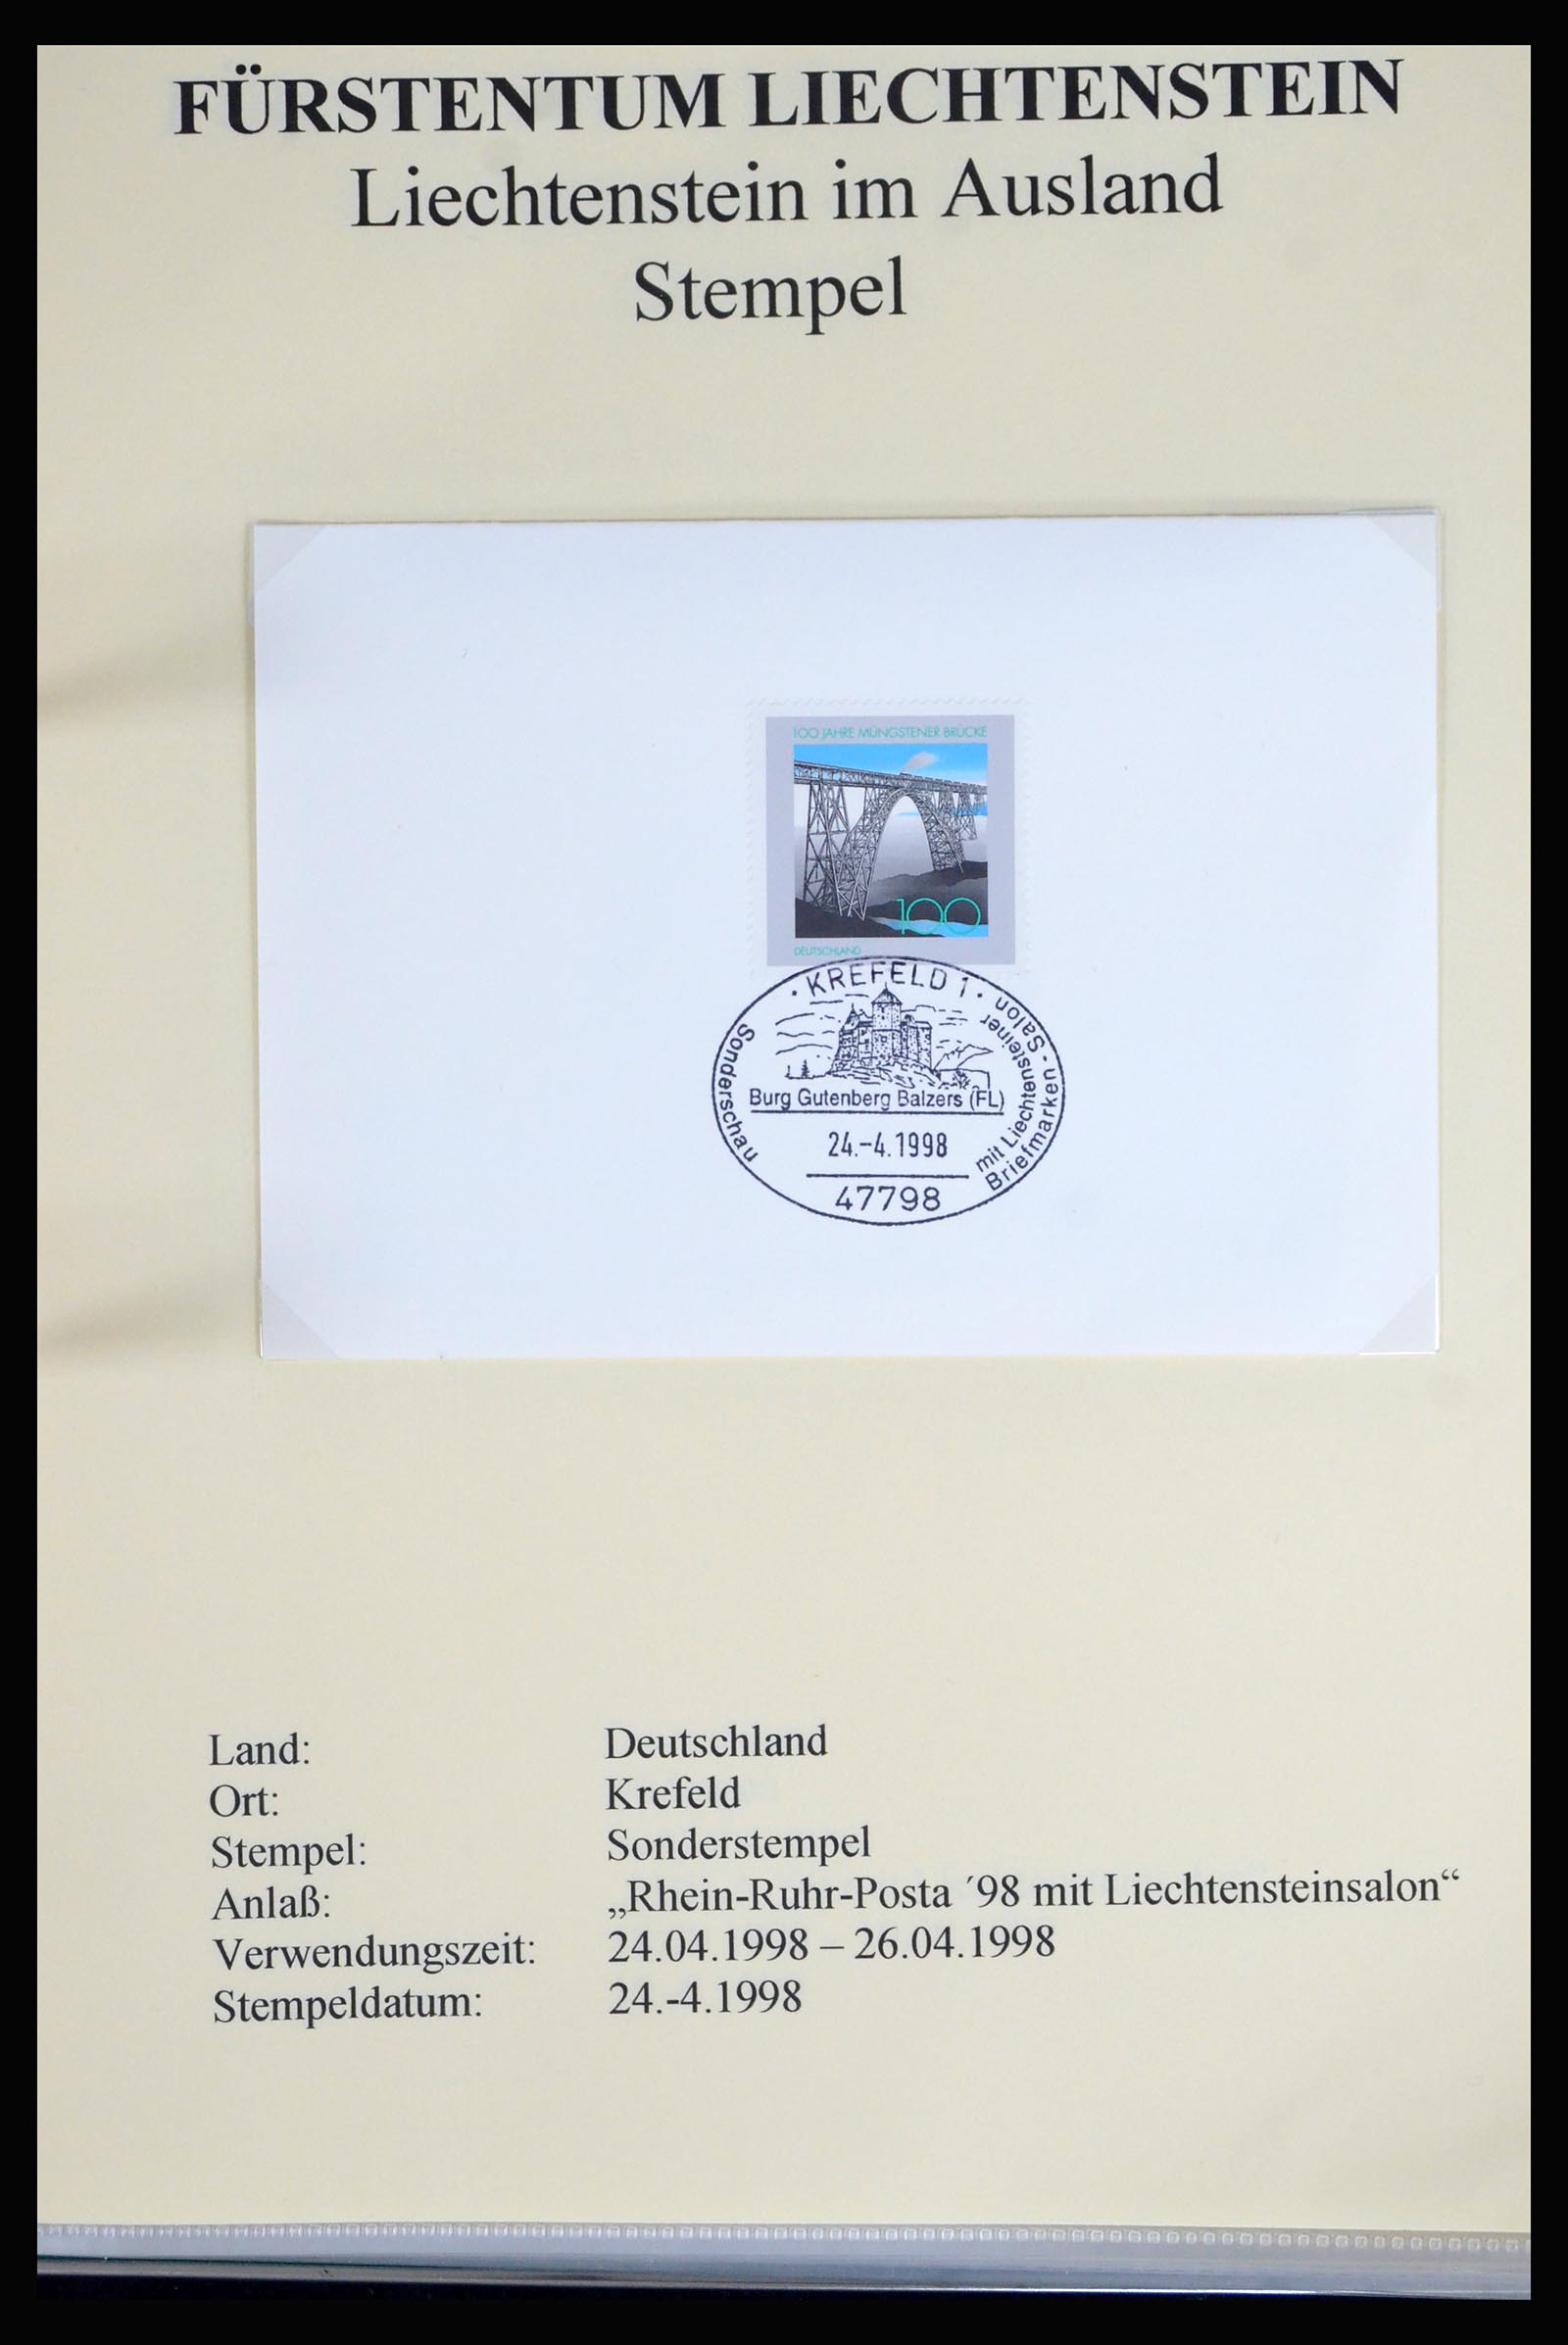 FÜRSTENTUM LIECHTENSTEIN
Liechtenstein im Ausland
Stempel
100 JAHRE MÜNGSTENER BRÜCKE
100
DEUTSCHLAND
· KREFELD 1 ·
Sonderschau
mit Liechtensteiner
Briefmarken-Salon
Burg Gutenberg Balzers (FL)
24.-4.1998
47798
Land: Deutschland
Ort: Krefeld
Stempel: Sonderstempel
Anlaß: „Rhein-Ruhr-Posta ´98 mit Liechtensteinsalon“
Verwendungszeit: 24.04.1998 – 26.04.1998
Stempeldatum: 24.-4.1998